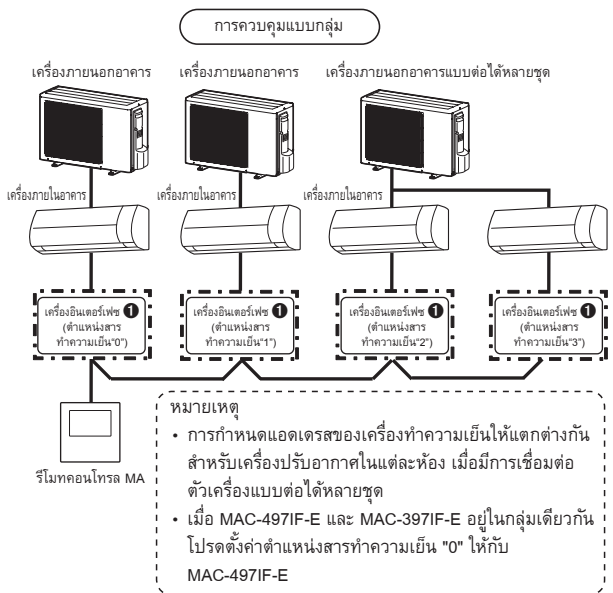 การควบคุมแบบกลุ่ม
เครื่องภายนอกอาคาร
เครื่องภายนอกอาคาร
เครื่องภายนอกอาคารแบบต่อได้หลายชุด
เครื่องภายในอาคาร
เครื่องภายในอาคาร
เครื่องภายในอาคาร
เครื่องอินเตอร์เฟซ ❶
(ตำแหน่งสาร
ทำความเย็น"0")
เครื่องอินเตอร์เฟซ ❶
(ตำแหน่งสาร
ทำความเย็น"1")
เครื่องอินเตอร์เฟซ ❶
(ตำแหน่งสาร
ทำความเย็น"2")
เครื่องอินเตอร์เฟซ ❶
(ตำแหน่งสาร
ทำความเย็น"3")
รีโมทคอนโทรล MA
หมายเหตุ
• การกำหนดแอดเดรสของเครื่องทำความเย็นให้แตกต่างกัน
สำหรับเครื่องปรับอากาศในแต่ละห้อง เมื่อมีการเชื่อมต่อ
ตัวเครื่องแบบต่อได้หลายชุด
• เมื่อ MAC-497IF-E และ MAC-397IF-E อยู่ในกลุ่มเดียวกัน
โปรดตั้งค่าตำแหน่งสารทำความเย็น "0" ให้กับ
MAC-497IF-E